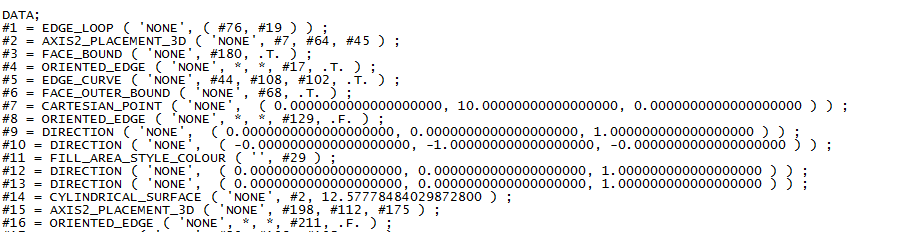 DATA;
#1 = EDGE_LOOP ( 'NONE', ( #76, #19 ) ) ;
#2 = AXIS2_PLACEMENT_3D ( 'NONE', #7, #64, #45 ) ;
#3 = FACE_BOUND ( 'NONE', #180, .T. ) ;
#4 = ORIENTED_EDGE ( 'NONE', *, *, #17, .T. ) ;
#5 = EDGE_CURVE ( 'NONE', #44, #108, #102, .T. ) ;
#6 = FACE_OUTER_BOUND ( 'NONE', #68, .T. ) ;
#7 = CARTESIAN_POINT ( 'NONE',  ( 0.0000000000000000000, 10.00000000000000000, 0.0000000000000000000 ) ) ;
#8 = ORIENTED_EDGE ( 'NONE', *, *, #129, .F. ) ;
#9 = DIRECTION ( 'NONE',  ( 0.0000000000000000000, 0.0000000000000000000, 1.000000000000000000 ) ) ;
#10 = DIRECTION ( 'NONE',  ( -0.0000000000000000000, -1.000000000000000000, -0.0000000000000000000 ) ) ;
#11 = FILL_AREA_STYLE_COLOUR ( '', #29 ) ;
#12 = DIRECTION ( 'NONE',  ( 0.0000000000000000000, 0.0000000000000000000, 1.000000000000000000 ) ) ;
#13 = DIRECTION ( 'NONE',  ( 0.0000000000000000000, 0.0000000000000000000, 1.000000000000000000 ) ) ;
#14 = CYLINDRICAL_SURFACE ( 'NONE', #2, 12.57778484029872800 ) ;
#15 = AXIS2_PLACEMENT_3D ( 'NONE', #198, #112, #175 ) ;
#16 = ORIENTED_EDGE ( 'NONE', *, *, #211, .F. ) ;